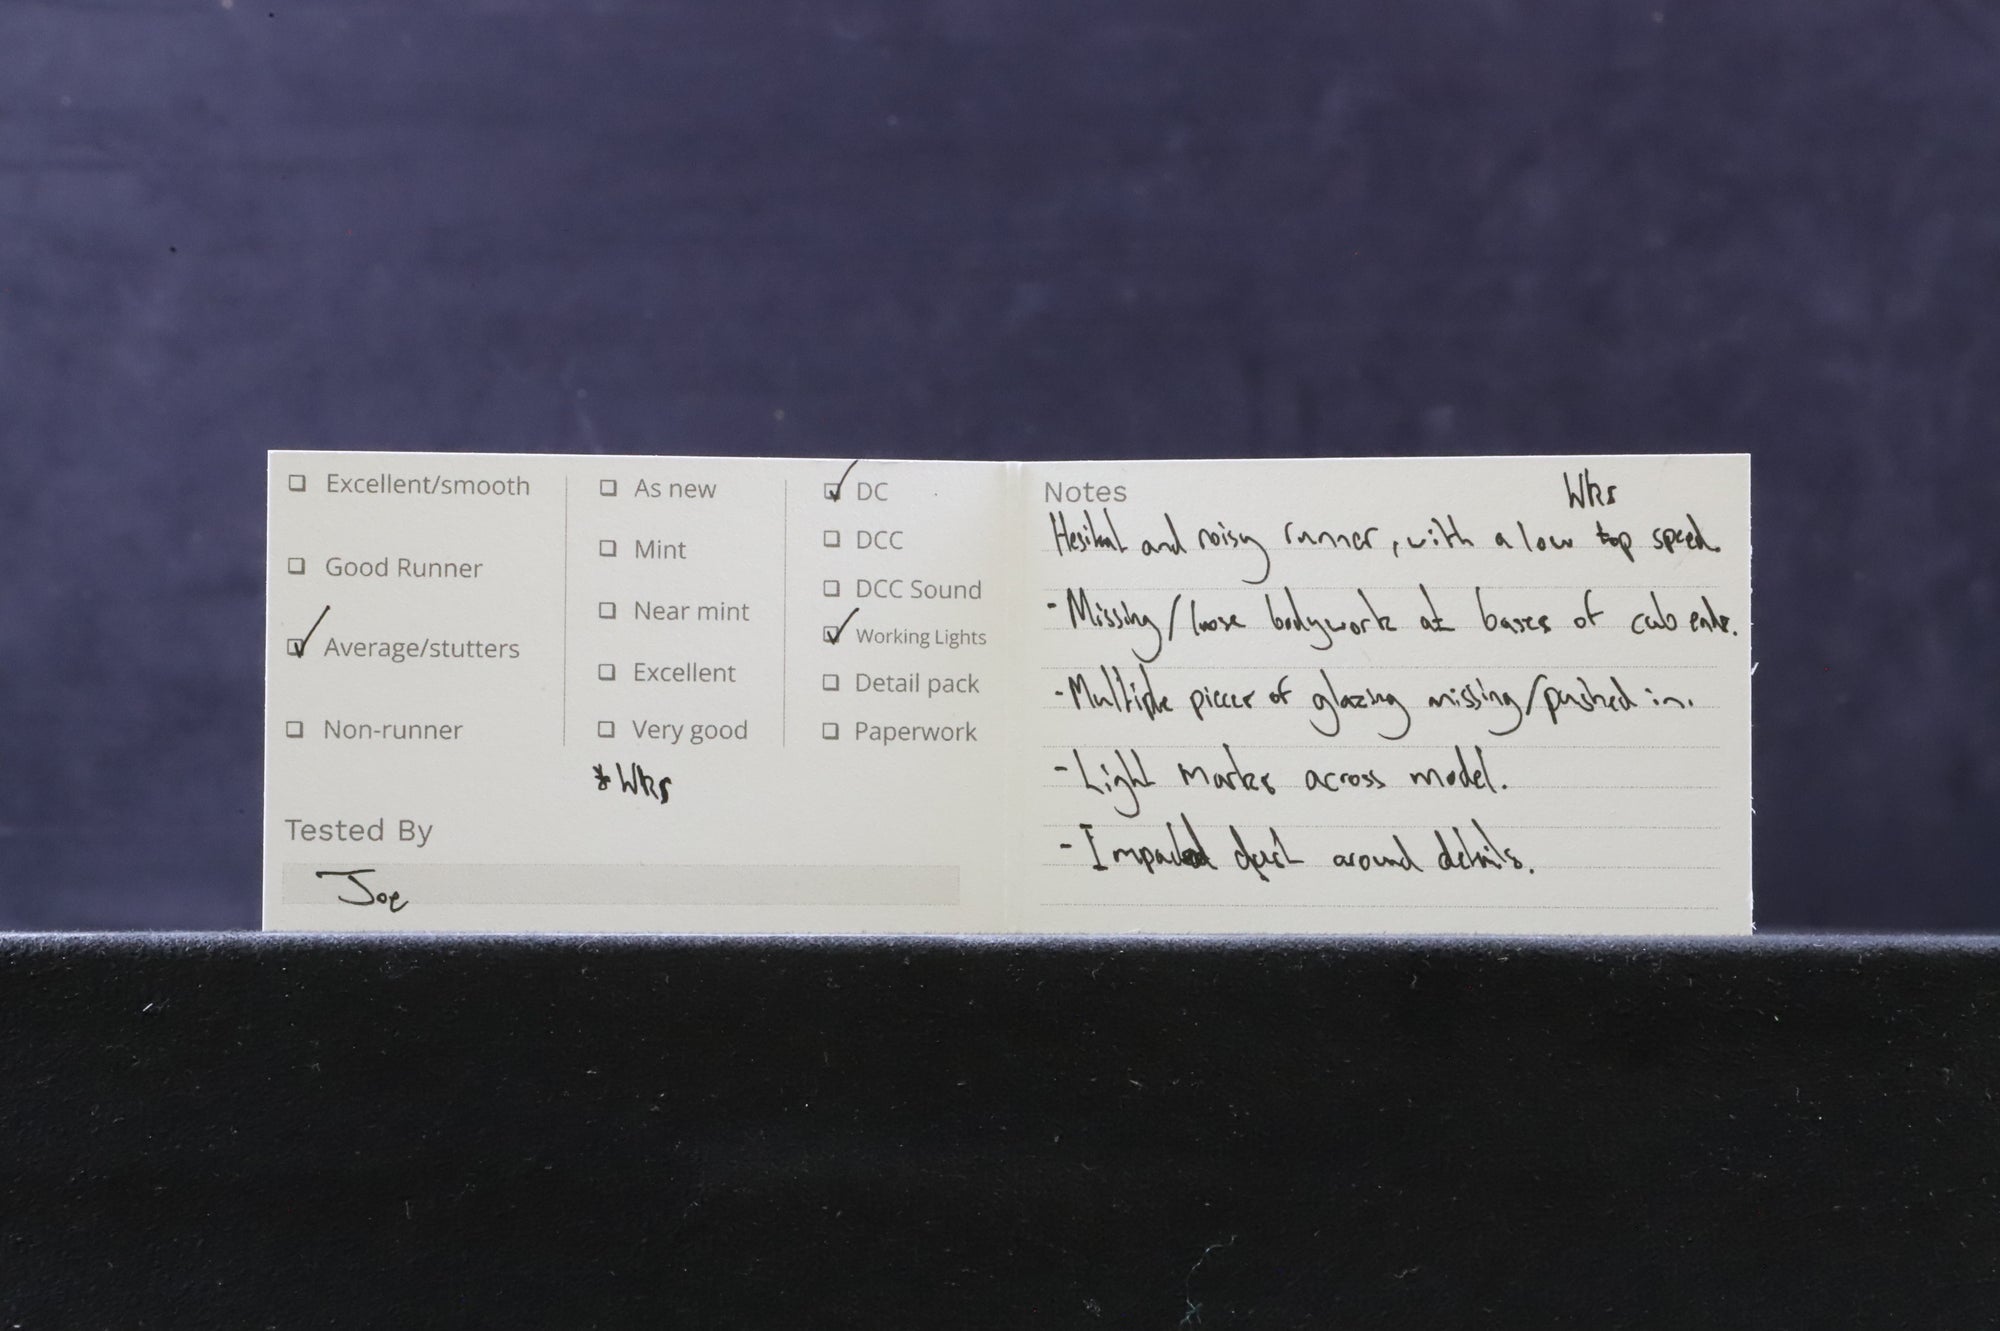 Excellent/smooth
Good Runner
Average/stutters
Non-runner
As new
Mint
Near mint
Excellent
Very good
*Wks
DC
DCC
DCC Sound
Working Lights
Detail pack
Paperwork
Tested By
Joe
Notes
Wks
Hesitant and noisy runner, with a low top speed.
- Missing/loose bodywork at bases of cab ends.
- Multiple pieces of glazing missing/pushed in.
- Light marks across model.
- Impacted dust around details.